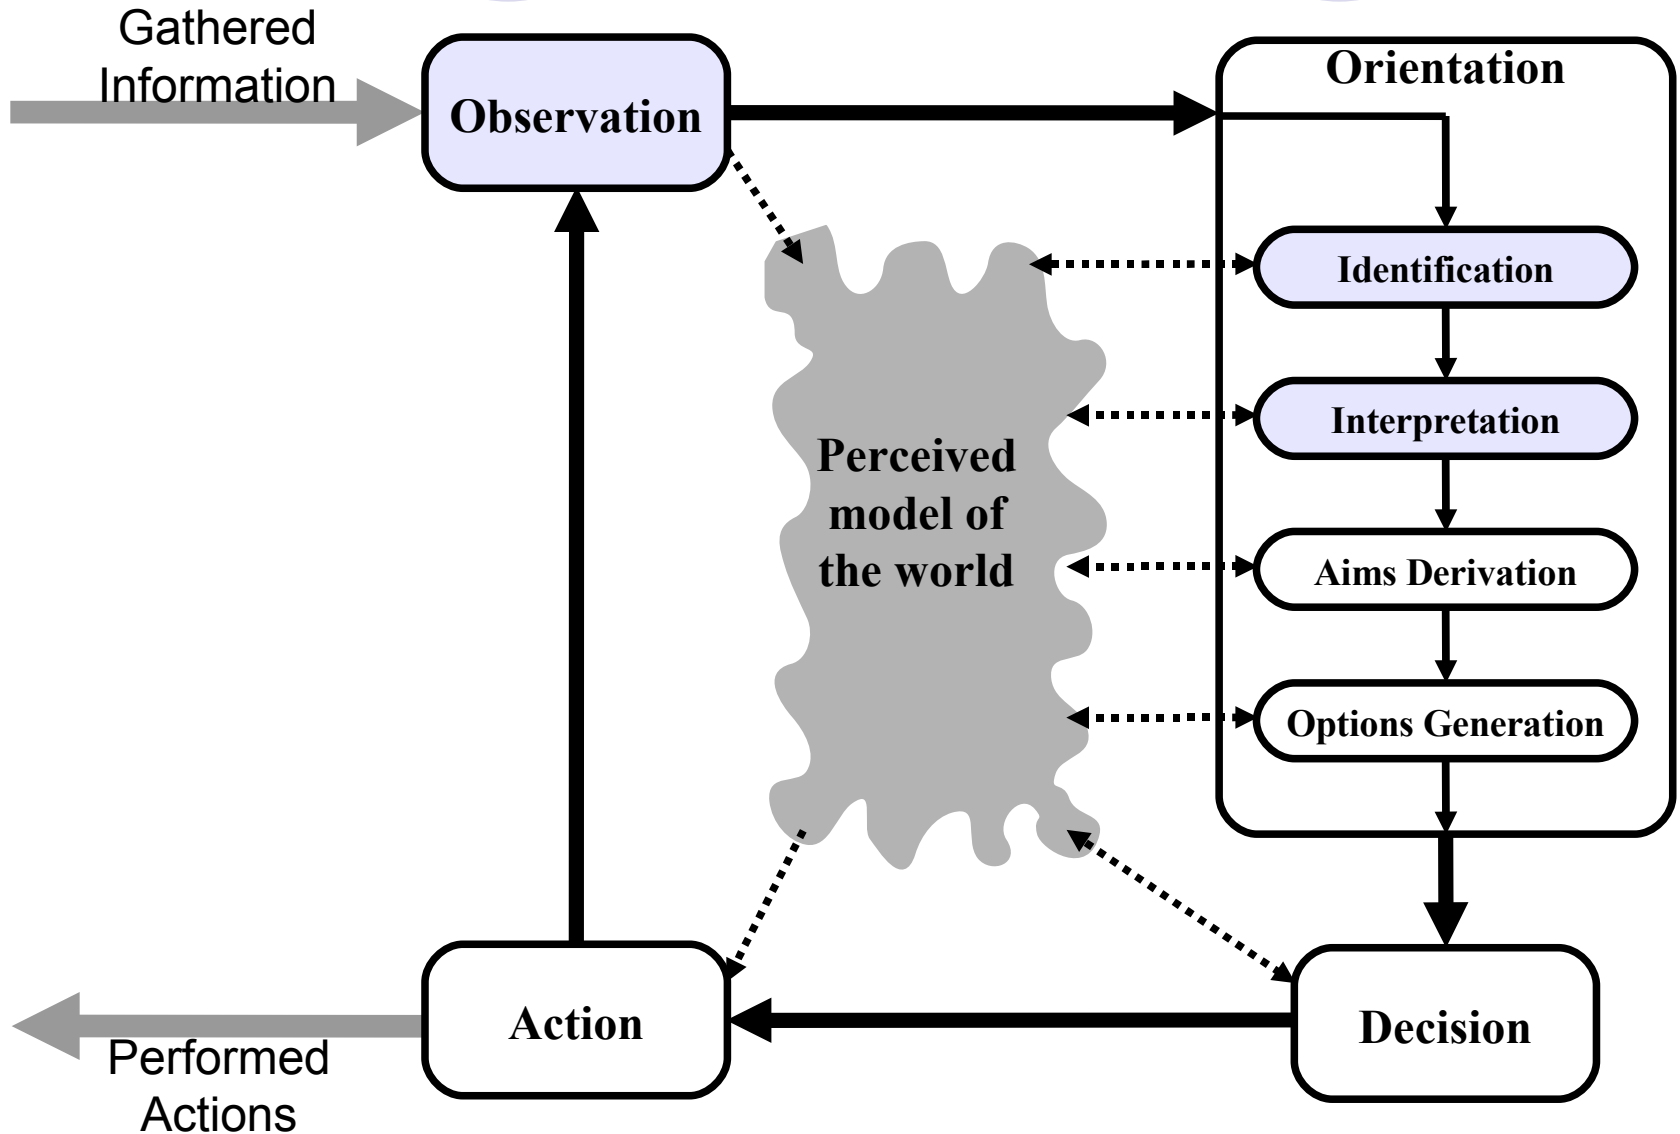 Gathered
Information
Observation
Orientation
Identification
Interpretation
Perceived
model of
the world
Aims Derivation
Options Generation
Action
Decision
Performed
Actions